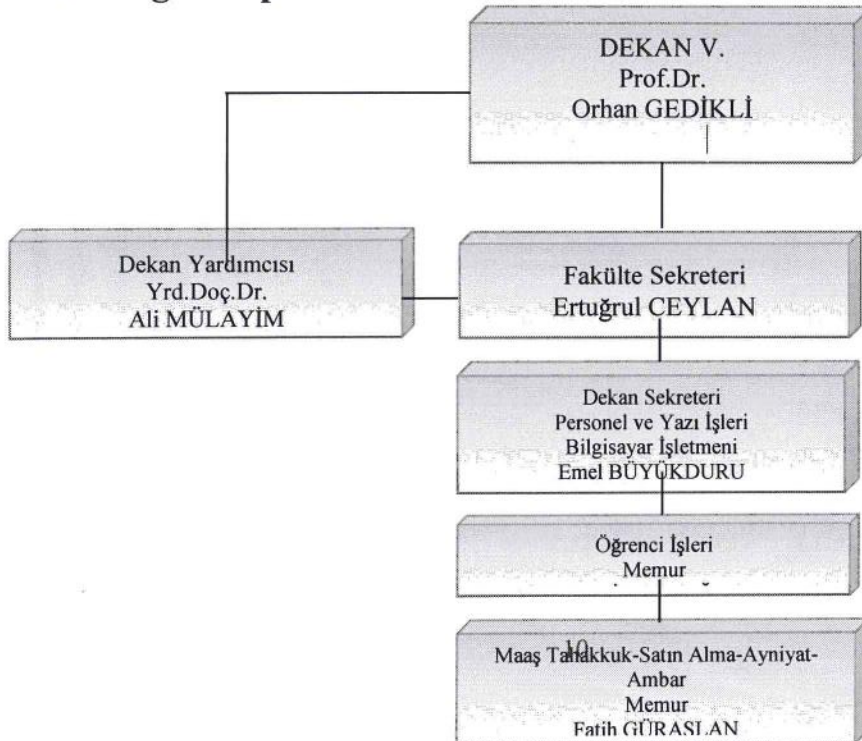 DEKAN V.
Prof.Dr.
Orhan GEDİKLİ
Dekan Yardımcısı
Yrd.Doç.Dr.
Ali MÜLAYİM
Fakülte Sekreteri
Ertuğrul CEYLAN
Dekan Sekreteri
Personel ve Yazı İşleri
Bilgisayar İşletmeni
Emel BÜYÜKDURU
Öğrenci İşleri
Memur
Maaş Tahakkuk-Satın Alma-Ayniyat-
Ambar
Memur
Fatih GÜRASLAN
10